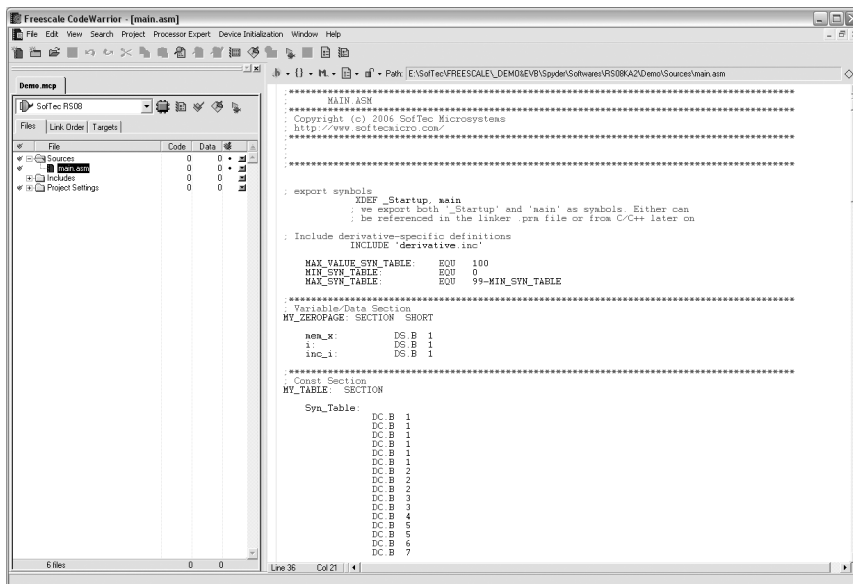 Freescale CodeWarrior - [main.asm]
File Edit View Search Project Processor Expert Device Initialization Window Help
Path: E:\SofTec\FREESCALE\_DEMO&EVB\Spyder\Softwares\RS08KA2\Demo\Sources\main.asm
Demo.mcp
SofTec RS08
Files Link Order Targets
File Code Data
Sources 0 0
main.asm 0 0
Includes 0 0
Project Settings 0 0
6 files 0 0
;*******************************************************************************
; MAIN.ASM
;*******************************************************************************
; Copyright (c) 2006 SofTec Microsystems
; http://www.softecmicro.com/
;*******************************************************************************
;
;
;*******************************************************************************
; export symbols
XDEF _Startup, main
; we export both '_Startup' and 'main' as symbols. Either can
; be referenced in the linker .prm file or from C/C++ later on
; Include derivative-specific definitions
INCLUDE 'derivative.inc'
MAX_VALUE_SYN_TABLE: EQU 100
MIN_SYN_TABLE: EQU 0
MAX_SYN_TABLE: EQU 99-MIN_SYN_TABLE
;*******************************************************************************
; Variable/Data Section
MY_ZEROPAGE: SECTION SHORT
mem_x: DS.B 1
i: DS.B 1
inc_i: DS.B 1
;*******************************************************************************
; Const Section
MY_TABLE: SECTION
Syn_Table:
DC.B 1
DC.B 1
DC.B 1
DC.B 1
DC.B 1
DC.B 1
DC.B 2
DC.B 2
DC.B 2
DC.B 3
DC.B 3
DC.B 4
DC.B 5
DC.B 5
DC.B 6
DC.B 7
Line 36 Col 21